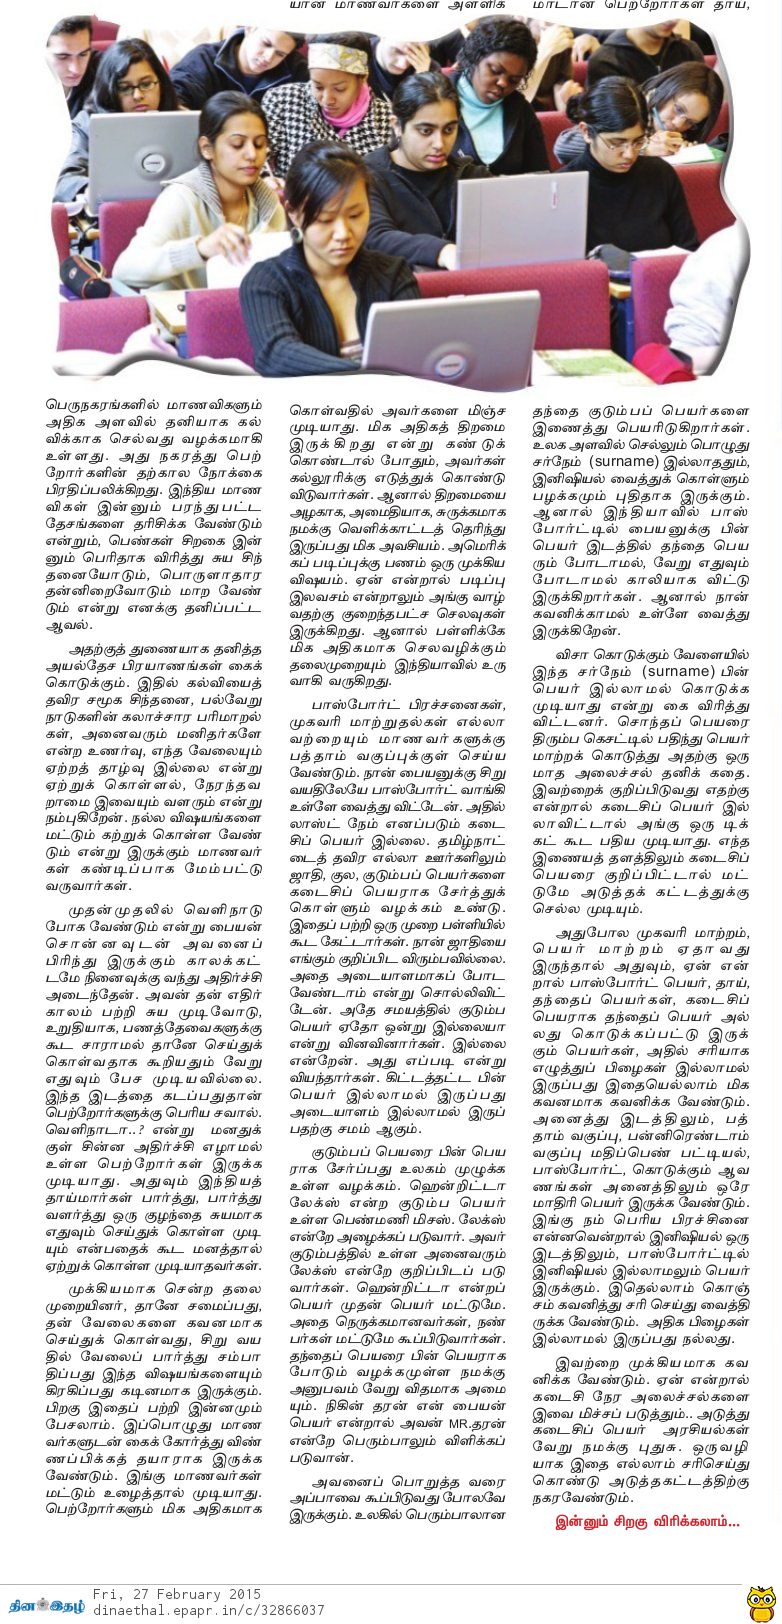 யான மாணவர்களை அள்ளிக்
மாடான பெற்றோர்கள் தாய்,
பெருநகரங்களில் மாணவிகளும்
அதிக அளவில் தனியாக கல்
விக்காக செல்வது வழக்கமாகி
உள்ளது. அது நகரத்து பெற்
றோர்களின் தற்கால நோக்கை
பிரதிப்பலிக்கிறது. இந்திய மாண
விகள் இன்னும் பரந்துபட்ட
தேசங்களை தரிசிக்க வேண்டும்
என்றும், பெண்கள் சிறகை இன்
னும் பெரிதாக விரித்து சுய சிந்
தனையோடும், பொருளாதார
தன்னிறைவோடும் மாற வேண்
டும் என்று எனக்கு தனிப்பட்ட
ஆவல்.
அதற்குத் துணையாக தனித்த
அயல்தேச பிரயாணங்கள் கைக்
கொடுக்கும். இதில் கல்வியைத்
தவிர சமூக சிந்தனை, பல்வேறு
நாடுகளின் கலாச்சார பரிமாறல்
கள், அனைவரும் மனிதர்களே
என்ற உணர்வு, எந்த வேலையும்
ஏற்றத் தாழ்வு இல்லை என்று
ஏற்றுக் கொள்ளல், நேரந்தவ
றாமை இவையும் வளரும் என்று
நம்புகிறேன். நல்ல விஷயங்களை
மட்டும் கற்றுக் கொள்ள வேண்
டும் என்று இருக்கும் மாணவர்
கள் கண்டிப்பாக மேம்பட்டு
வருவார்கள்.
முதன்முதலில் வெளிநாடு
போக வேண்டும் என்று பையன்
சொன்னவுடன் அவனைப்
பிரிந்து இருக்கும் காலக்கட்
டமே நினைவுக்கு வந்து அதிர்ச்சி
அடைந்தேன். அவன் தன் எதிர்
காலம் பற்றி சுய முடிவோடு,
உறுதியாக, பணத்தேவைகளுக்கு
கூட சாராமல் தானே செய்துக்
கொள்வதாக கூறியதும் வேறு
எதுவும் பேச முடியவில்லை.
இந்த இடத்தை கடப்பதுதான்
பெற்றோர்களுக்கு பெரிய சவால்.
வெளிநாடா..? என்று மனதுக்
குள் சின்ன அதிர்ச்சி எழாமல்
உள்ள பெற்றோர்கள் இருக்க
முடியாது. அதுவும் இந்தியத்
தாய்மார்கள் பார்த்து, பார்த்து
வளர்த்து ஒரு குழந்தை சுயமாக
எதுவும் செய்துக் கொள்ள முடி
யும் என்பதைக் கூட மனத்தால்
ஏற்றுக் கொள்ள முடியாதவர்கள்.
முக்கியமாக சென்ற தலை
முறையினர், தானே சமைப்பது,
தன் வேலைகளை கவனமாக
செய்துக் கொள்வது, சிறு வய
தில் வேலைப் பார்த்து சம்பா
திப்பது இந்த விஷயங்களையும்
கிரகிப்பது கடினமாக இருக்கும்.
பிறகு இதைப் பற்றி இன்னமும்
பேசலாம். இப்பொழுது மாண
வர்களுடன் கைக் கோர்த்து விண்
ணப்பிக்கத் தயாராக இருக்க
வேண்டும். இங்கு மாணவர்கள்
மட்டும் உழைத்தால் முடியாது.
பெற்றோர்களும் மிக அதிகமாக
கொள்வதில் அவர்களை மிஞ்ச
முடியாது. மிக அதிகத் திறமை
இருக்கிறது என்று கண்டுக்
கொண்டால் போதும், அவர்கள்
கல்லூரிக்கு எடுத்துக் கொண்டு
விடுவார்கள். ஆனால் திறமையை
அழகாக, அமைதியாக, சுருக்கமாக
நமக்கு வெளிக்காட்டத் தெரிந்து
இருப்பது மிக அவசியம். அமெரிக்
கப் படிப்புக்கு பணம் ஒரு முக்கிய
விஷயம். ஏன் என்றால் படிப்பு
இலவசம் என்றாலும் அங்கு வாழ்
வதற்கு குறைந்தபட்ச செலவுகள்
இருக்கிறது. ஆனால் பள்ளிக்கே
மிக அதிகமாக செலவழிக்கும்
தலைமுறையும் இந்தியாவில் உரு
வாகி வருகிறது.
பாஸ்போர்ட் பிரச்சனைகள்,
முகவரி மாற்றுதல்கள் எல்லா
வற்றையும் மாணவர் களுக்கு
பத்தாம் வகுப்புக்குள் செய்ய
வேண்டும். நான் பையனுக்கு சிறு
வயதிலேயே பாஸ்போர்ட் வாங்கி
உள்ளே வைத்து விட்டேன். அதில்
லாஸ்ட் நேம் எனப்படும் கடை
சிப் பெயர் இல்லை. தமிழ்நாட்
டைத் தவிர எல்லா ஊர்களிலும்
ஜாதி, குல, குடும்பப் பெயர்களை
கடைசிப் பெயராக சேர்த்துக்
கொள்ளும் வழக்கம் உண்டு.
இதைப் பற்றி ஒரு முறை பள்ளியில்
கூட கேட்டார்கள். நான் ஜாதியை
எங்கும் குறிப்பிட விரும்பவில்லை.
அதை அடையாளமாகப் போட
வேண்டாம் என்று சொல்லிவிட்
டேன். அதே சமயத்தில் குடும்ப
பெயர் ஏதோ ஒன்று இல்லையா
என்று வினவினார்கள். இல்லை
என்றேன். அது எப்படி என்று
வியந்தார்கள். கிட்டத்தட்ட பின்
பெயர் இல்லாமல் இருப்பது
அடையாளம் இல்லாமல் இருப்
பதற்கு சமம் ஆகும்.
குடும்பப் பெயரை பின் பெய
ராக சேர்ப்பது உலகம் முழுக்க
உள்ள வழக்கம். ஹென்றிட்டா
லேக்ஸ் என்ற குடும்ப பெயர்
உள்ள பெண்மணி மிசஸ். லேக்ஸ்
என்றே அழைக்கப் படுவார். அவர்
குடும்பத்தில் உள்ள அனைவரும்
லேக்ஸ் என்றே குறிப்பிடப் படு
வார்கள். ஹென்றிட்டா என்றப்
பெயர் முதன் பெயர் மட்டுமே.
அதை நெருக்கமானவர்கள், நண்
பர்கள் மட்டுமே கூப்பிடுவார்கள்.
தந்தைப் பெயரை பின் பெயராக
போடும் வழக்கமுள்ள நமக்கு
அனுபவம் வேறு விதமாக அமை
யும். நிகின் தரன் என் பையன்
பெயர் என்றால் அவன் MR.தரன்
என்றே பெரும்பாலும் விளிக்கப்
படுவான்.
அவனைப் பொறுத்த வரை
அப்பாவை கூப்பிடுவது போலவே
இருக்கும். உலகில் பெரும்பாலான
தந்தை குடும்பப் பெயர்களை
இணைத்து பெயரிடுகிறார்கள்.
உலக அளவில் செல்லும் பொழுது
சர்நேம் (surname) இல்லாததும்,
இனிஷியல் வைத்துக் கொள்ளும்
பழக்கமும் புதிதாக இருக்கும்.
ஆனால் இந்தியாவில் பாஸ்
போர்ட்டில் பையனுக்கு பின்
பெயர் இடத்தில் தந்தை பெய
ரும் போடாமல், வேறு எதுவும்
போடாமல் காலியாக விட்டு
இருக்கிறார்கள். ஆனால் நான்
கவனிக்காமல் உள்ளே வைத்து
இருக்கிறேன்.
விசா கொடுக்கும் வேளையில்
இந்த சர்நேம் (surname) பின்
பெயர் இல்லாமல் கொடுக்க
முடியாது என்று கை விரித்து
விட்டனர். சொந்தப் பெயரை
திரும்ப கெசட்டில் பதிந்து பெயர்
மாற்றக் கொடுத்து அதற்கு ஒரு
மாத அலைச்சல் தனிக் கதை.
இவற்றைக் குறிப்பிடுவது எதற்கு
என்றால் கடைசிப் பெயர் இல்
லாவிட்டால் அங்கு ஒரு டிக்
கட் கூட பதிய முடியாது. எந்த
இணையத் தளத்திலும் கடைசிப்
பெயரை குறிப்பிட்டால் மட்
டுமே அடுத்தக் கட்டத்துக்கு
செல்ல முடியும்.
அதுபோல முகவரி மாற்றம்,
பெயர் மாற்றம் ஏதாவது
இருந்தால் அதுவும், ஏன் என்
றால் பாஸ்போர்ட் பெயர், தாய்,
தந்தைப் பெயர்கள், கடைசிப்
பெயராக தந்தைப் பெயர் அல்
லது கொடுக்கப்பட்டு இருக்
கும் பெயர்கள், அதில் சரியாக
எழுத்துப் பிழைகள் இல்லாமல்
இருப்பது இதையெல்லாம் மிக
கவனமாக கவனிக்க வேண்டும்.
அனைத்து இடத்திலும், பத்
தாம் வகுப்பு, பன்னிரெண்டாம்
வகுப்பு மதிப்பெண் பட்டியல்,
பாஸ்போர்ட், கொடுக்கும் ஆவ
ணங்கள் அனைத்திலும் ஒரே
மாதிரி பெயர் இருக்க வேண்டும்.
இங்கு நம் பெரிய பிரச்சினை
என்னவென்றால் இனிஷியல் ஒரு
இடத்திலும், பாஸ்போர்ட்டில்
இனிஷியல் இல்லாமலும் பெயர்
இருக்கும். இதெல்லாம் கொஞ்
சம் கவனித்து சரி செய்து வைத்தி
ருக்க வேண்டும். அதிக பிழைகள்
இல்லாமல் இருப்பது நல்லது.
இவற்றை முக்கியமாக கவ
னிக்க வேண்டும். ஏன் என்றால்
கடைசி நேர அலைச்சல்களை
இவை மிச்சப் படுத்தும்.. அடுத்து
கடைசிப் பெயர் அரசியல்கள்
வேறு நமக்கு புதுசு. ஒருவழி
யாக இதை எல்லாம் சரிசெய்து
கொண்டு அடுத்தகட்டத்திற்கு
நகரவேண்டும்.
இன்னும் சிறகு விரிக்கலாம்...
தினஇதழ்
Fri, 27 February 2015
dinaethal.epapr.in/c/32866037